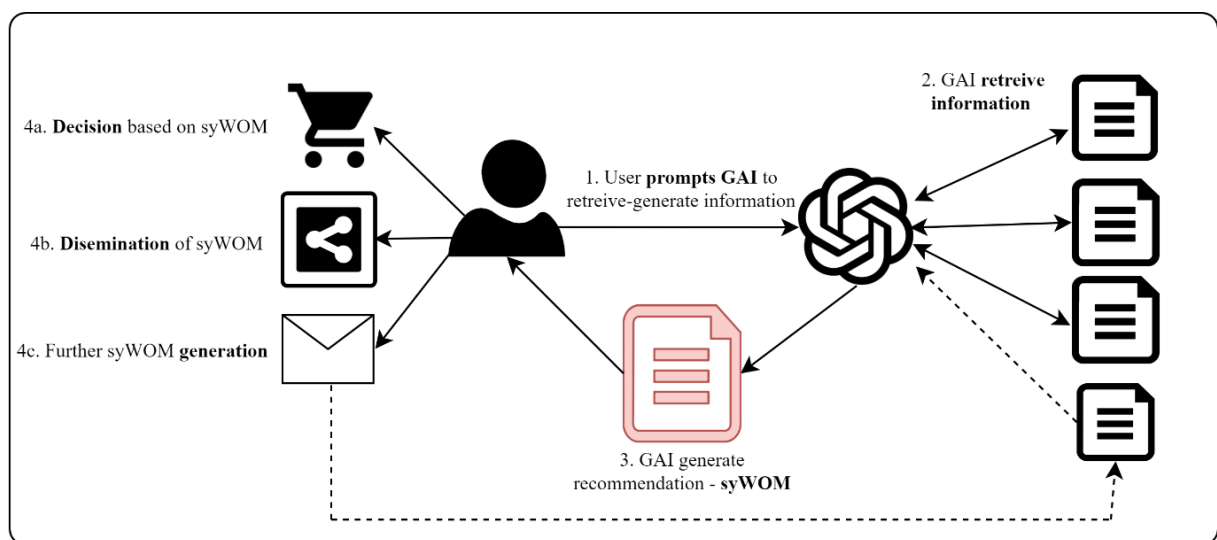 4a. Decision based on syWOM
4b. Disemination of syWOM
4c. Further syWOM generation
1. User prompts GAI to
retreive-generate information
2. GAI retreive
information
3. GAI generate
recommendation - syWOM